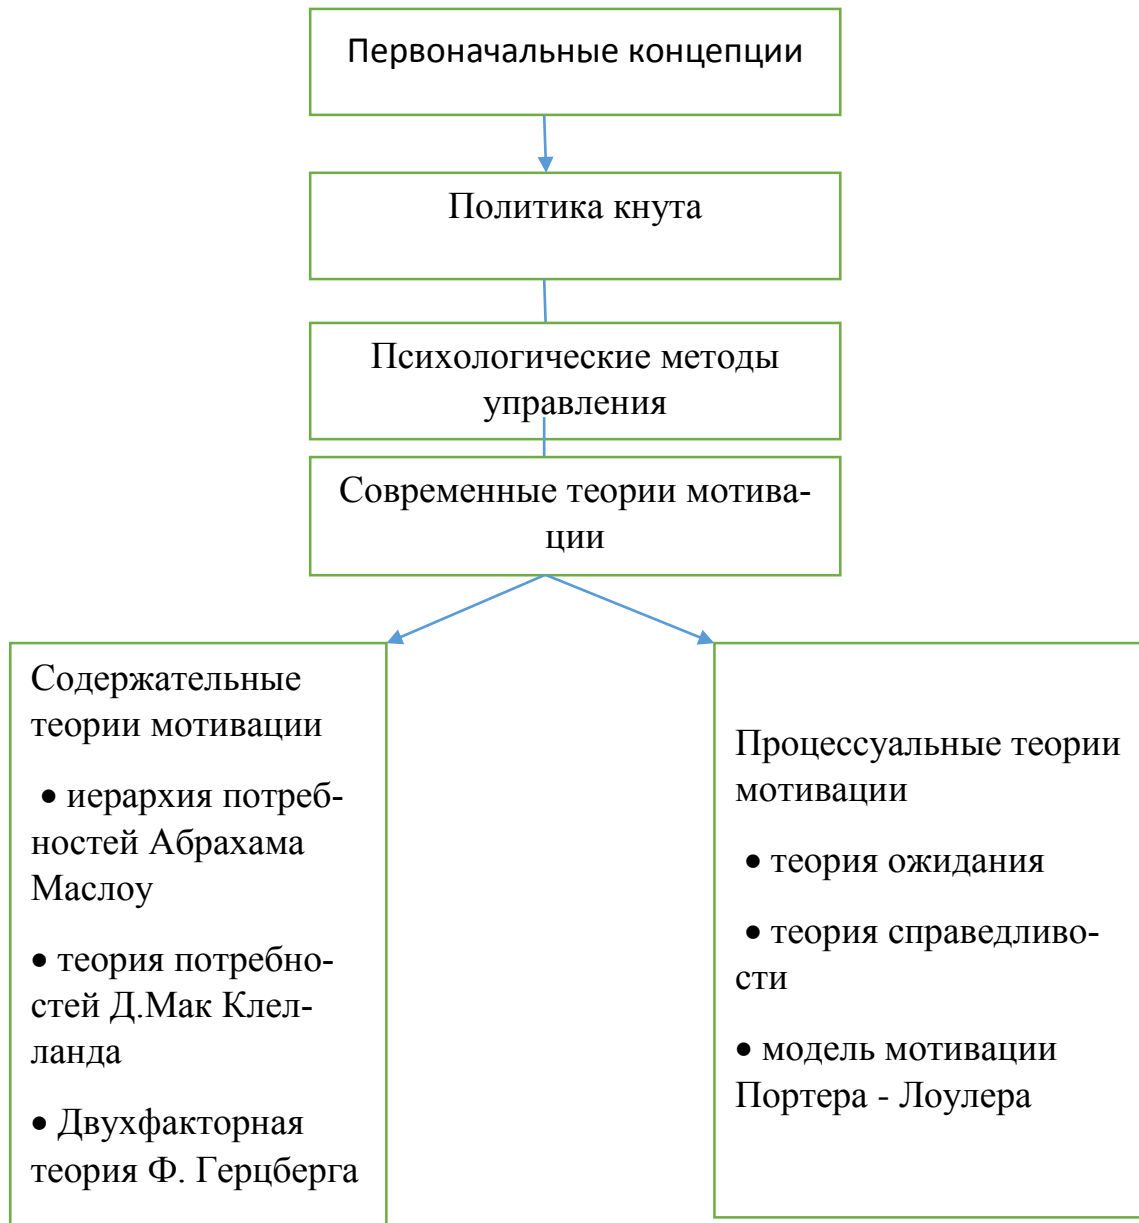 Первоначальные концепции
Политика кнута
Психологические методы
управления
Современные теории мотива-
ции
Содержательные
теории мотивации
• иерархия потреб-
ностей Абрахама
Маслоу
• теория потребно-
стей Д.Мак Клел-
ланда
• Двухфакторная
теория Ф. Герцберга
Процессуальные теории
мотивации
• теория ожидания
• теория справедливо-
сти
• модель мотивации
Портера - Лоулера